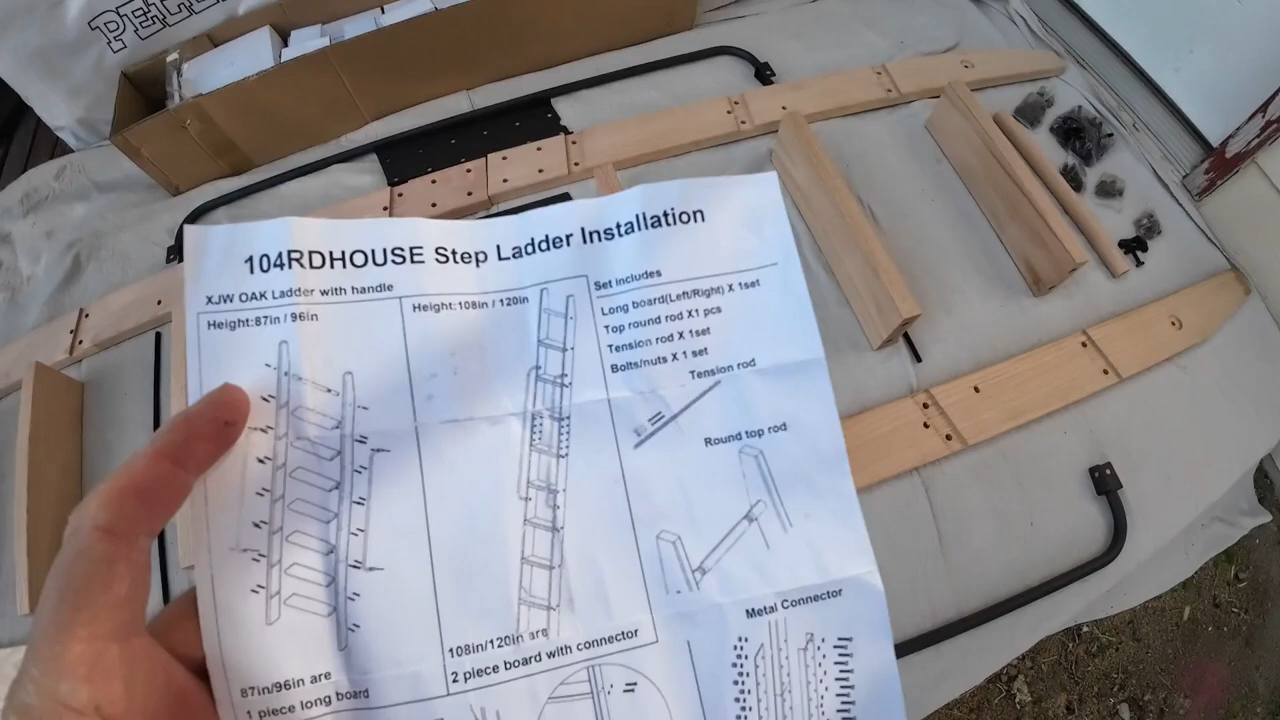 104RDHOUSE Step Ladder Installation
XJW OAK Ladder with handle
Height:87in / 96in
87in/96in are
1 piece long board
Height:108in / 120in
108in/120in are
2 piece board with connector
Set includes
Long board(Left/Right) X 1set
Top round rod X1 pcs
Tension rod X 1set
Bolts/nuts X 1 set
Tension rod
Round top rod
Metal Connector